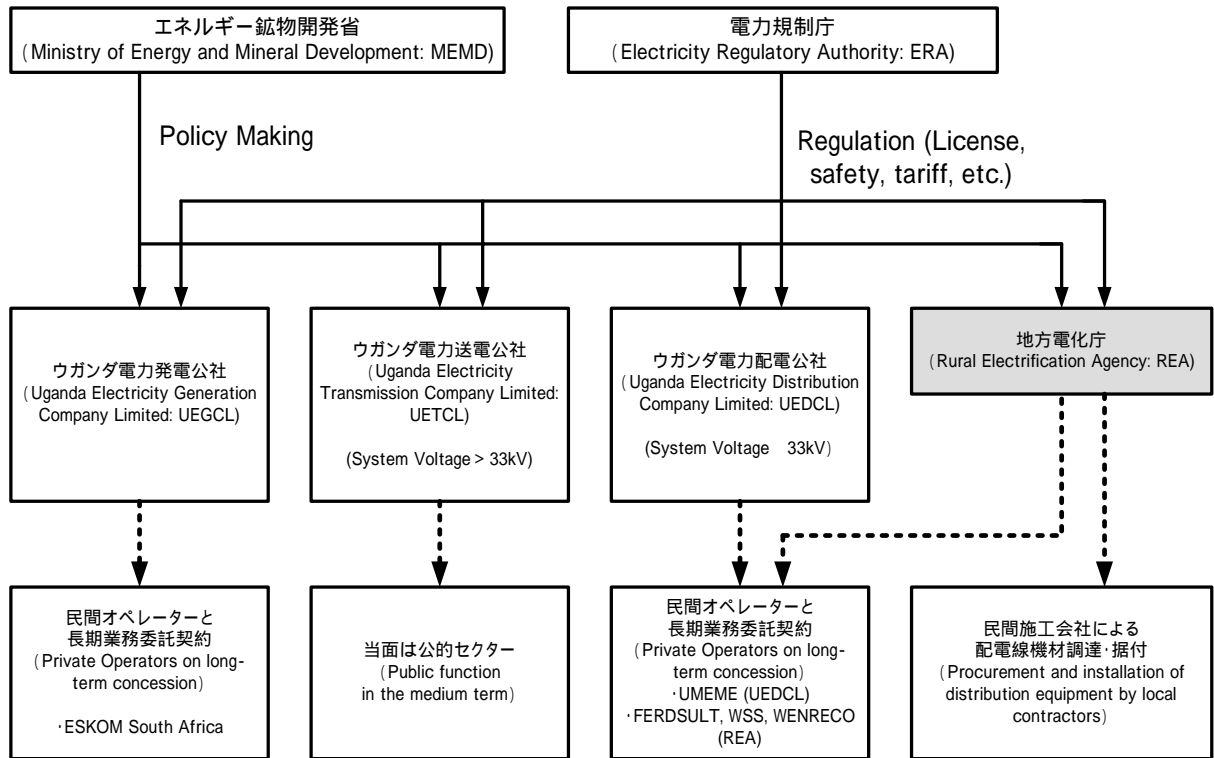 エネルギー鉱物開発省
(Ministry of Energy and Mineral Development: MEMD)
電力規制庁
(Electricity Regulatory Authority: ERA)
Policy Making
Regulation (License,
safety, tariff, etc.)
ウガンダ電力発電公社
(Uganda Electricity Generation
Company Limited: UEGCL)
ウガンダ電力送電公社
(Uganda Electricity
Transmission Company Limited:
UETCL)
(System Voltage > 33kV)
ウガンダ電力配電公社
(Uganda Electricity Distribution
Company Limited: UEDCL)
(System Voltage 33kV)
地方電化庁
(Rural Electrification Agency: REA)
民間オペレーターと
長期業務委託契約
(Private Operators on long-
term concession)
･ESKOM South Africa
当面は公的セクター
(Public function
in the medium term)
民間オペレーターと
長期業務委託契約
(Private Operators on long-
term concession)
･UMEME (UEDCL)
･FERDSULT, WSS, WENRECO
(REA)
民間施工会社による
配電線機材調達･据付
(Procurement and installation of
distribution equipment by local
contractors)